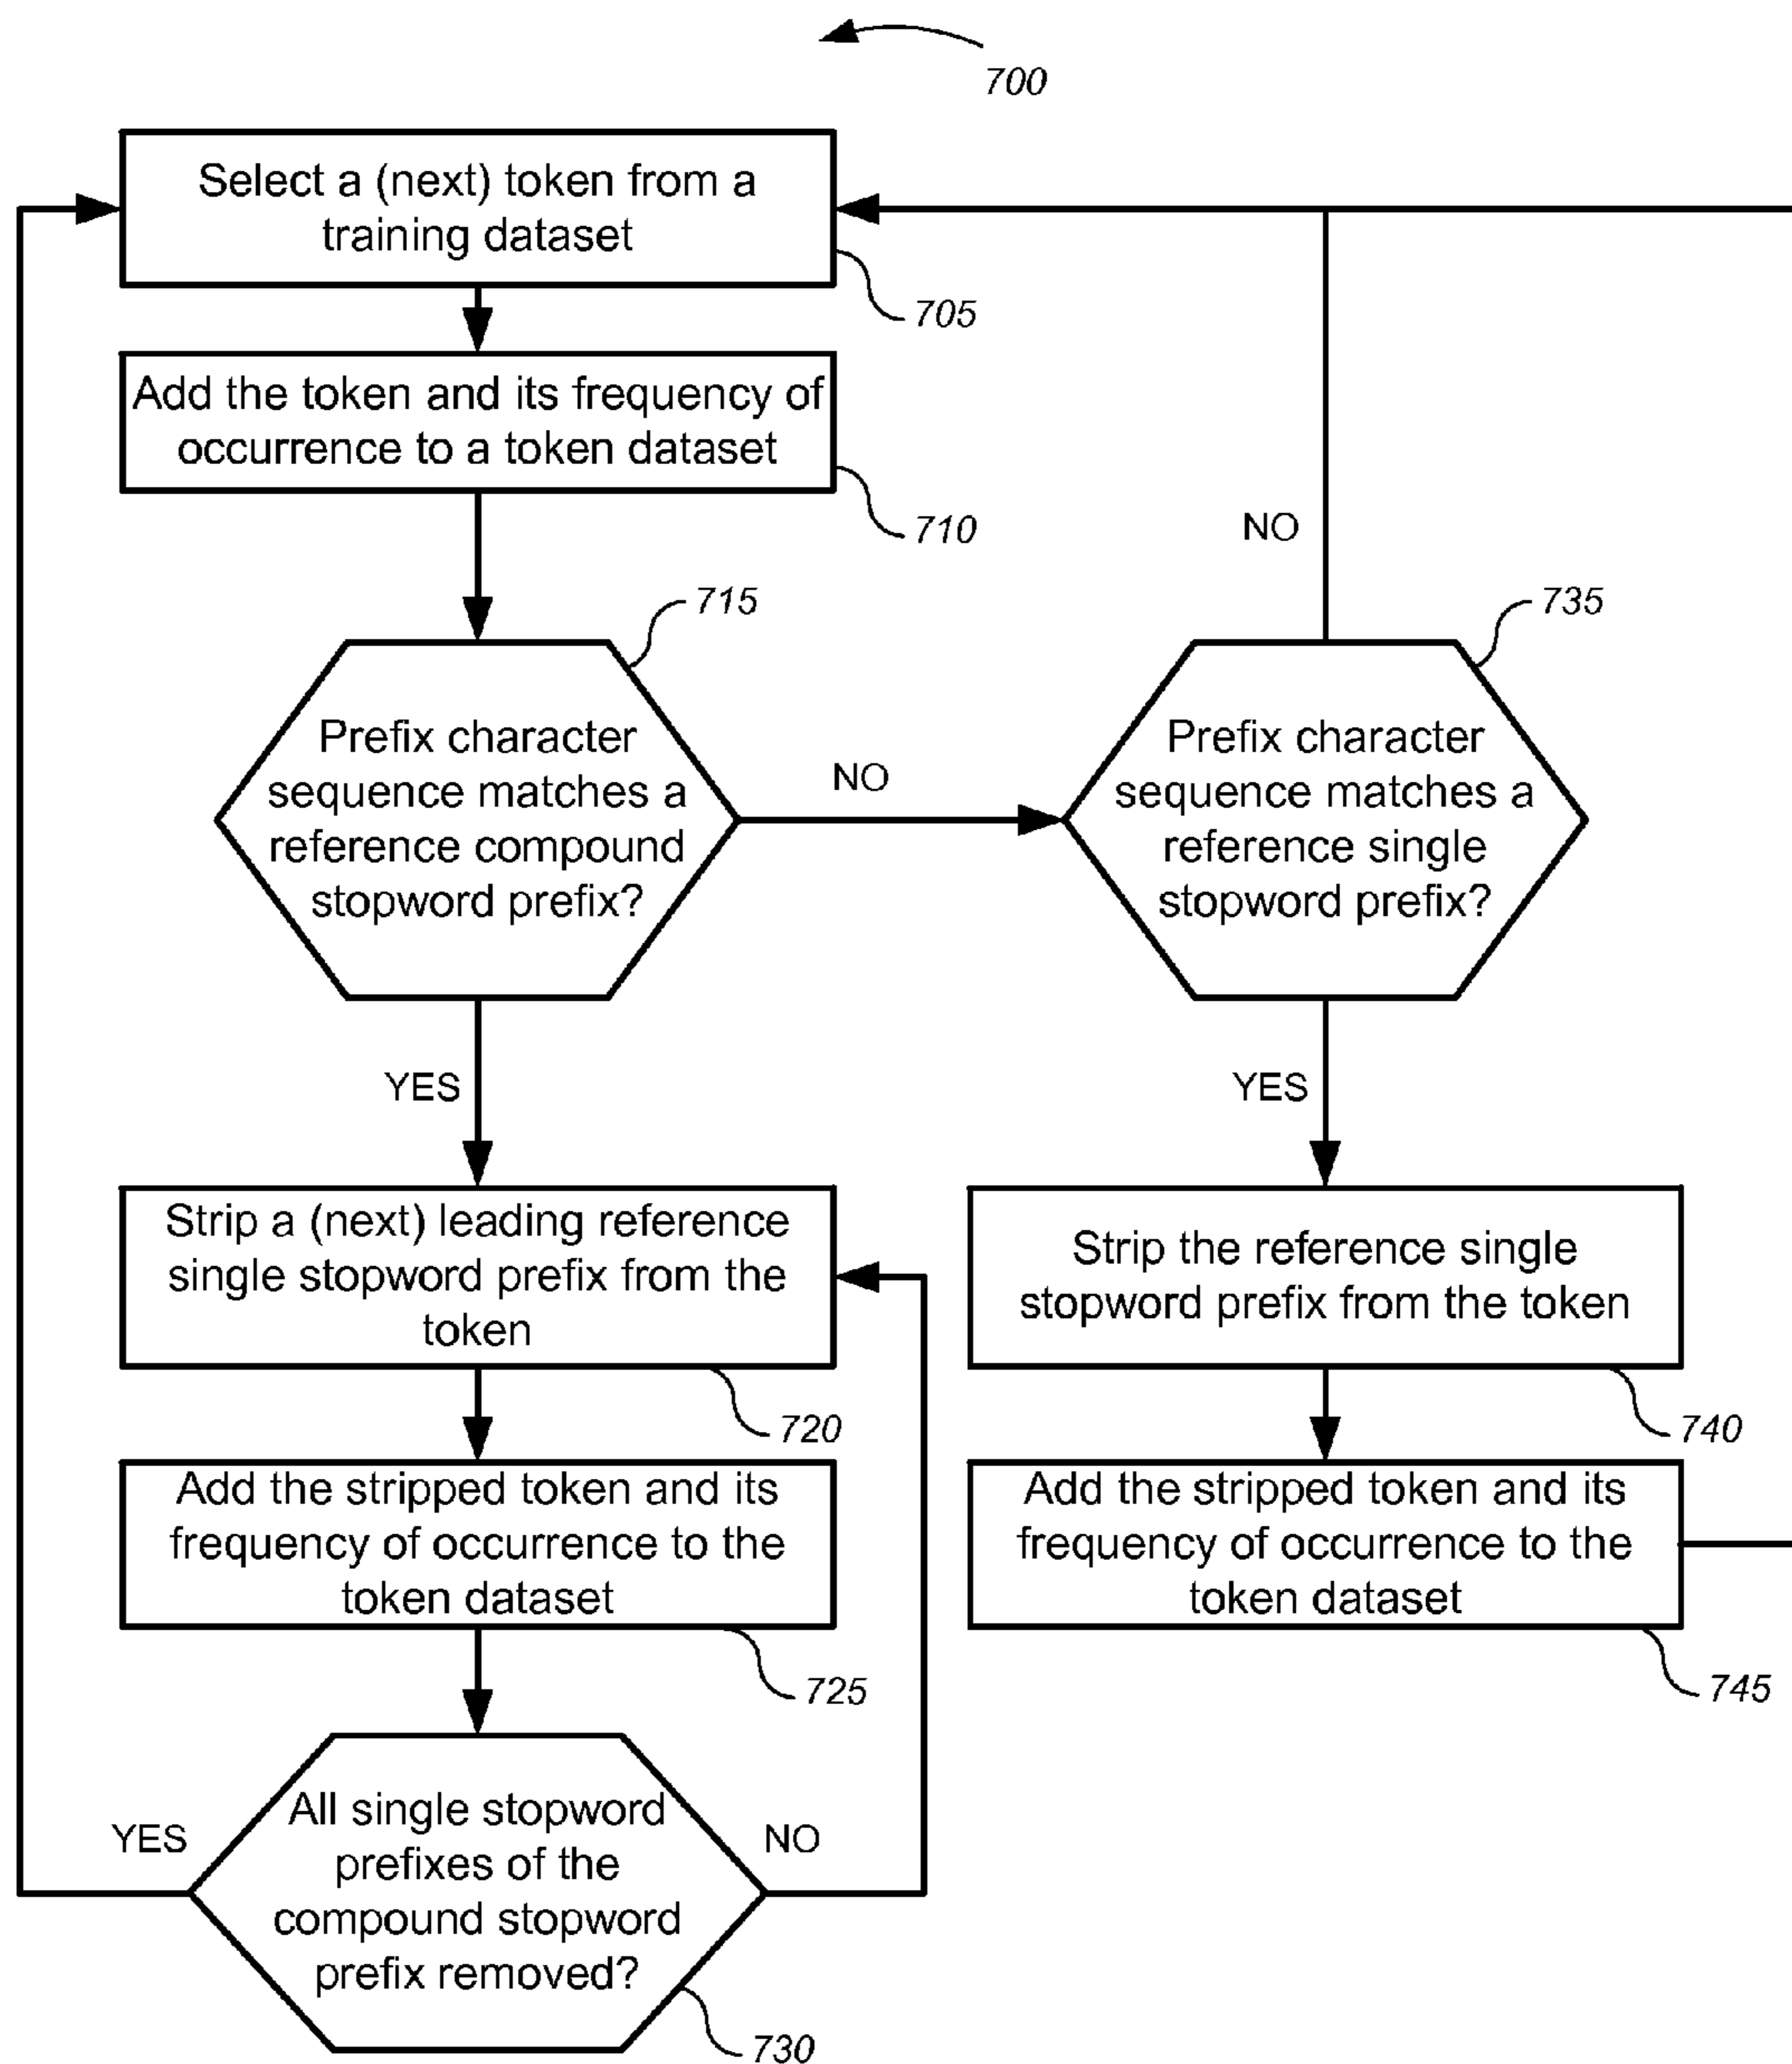 700
Select a (next) token from a
training dataset
705
Add the token and its frequency of
occurrence to a token dataset
710
NO
715
735
Prefix character
sequence matches a
reference compound
stopword prefix?
NO
Prefix character
sequence matches a
reference single
stopword prefix?
YES
YES
Strip a (next) leading reference
single stopword prefix from the
token
720
Strip the reference single
stopword prefix from the token
740
Add the stripped token and its
frequency of occurrence to the
token dataset
725
Add the stripped token and its
frequency of occurrence to the
token dataset
745
YES
All single stopword
prefixes of the
compound stopword
prefix removed?
NO
730